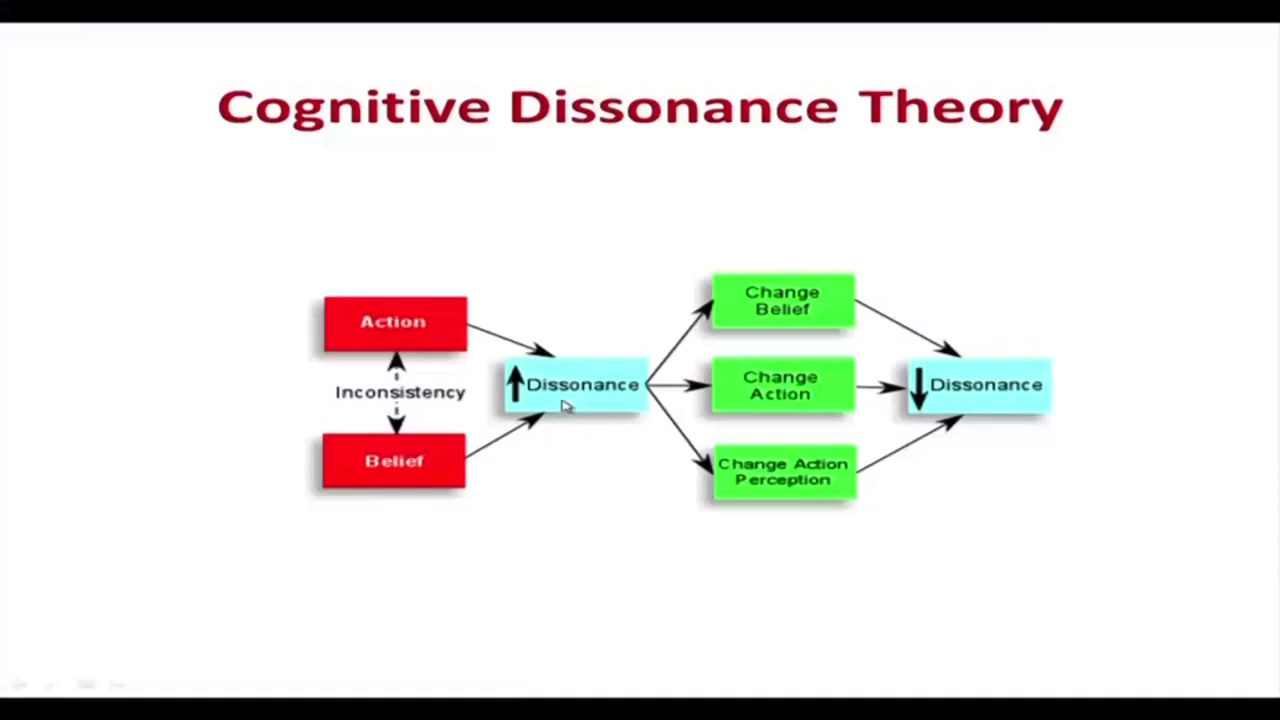 Cognitive Dissonance Theory
Action
Inconsistency
Belief
Dissonance
Change
Belief
Change
Action
Change Action
Perception
Dissonance